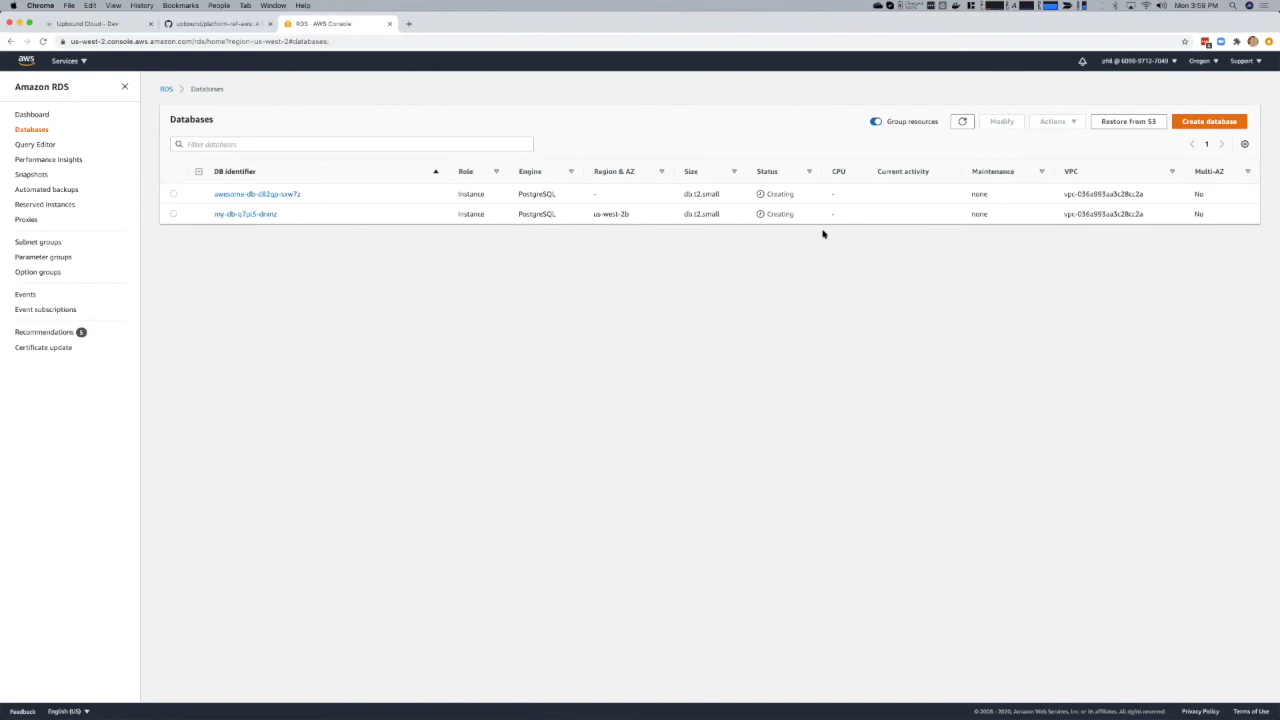 Chrome File Edit View History Bookmarks People Tab Window Help Mon 3:59 PM
Upbound Cloud - Dev upbound/platform-ref-aws: A RDS · AWS Console
us-west-2.console.aws.amazon.com/rds/home?region=us-west-2#databases:
aws Services phil @ 6098-9712-7049 Oregon Support
Amazon RDS
Dashboard
Databases
Query Editor
Performance Insights
Snapshots
Automated backups
Reserved instances
Proxies
Subnet groups
Parameter groups
Option groups
Events
Event subscriptions
Recommendations 5
Certificate update
RDS Databases
Databases
Group resources Modify Actions Restore from S3 Create database
Filter databases 1
DB identifier Role Engine Region & AZ Size Status CPU Current activity Maintenance VPC Multi-AZ
awesome-db-d82qp-sxw7z Instance PostgreSQL - db.t2.small Creating - none vpc-036a993aa3c28cc2a No
my-db-q7pi5-drxnz Instance PostgreSQL us-west-2b db.t2.small Creating - none vpc-036a993aa3c28cc2a No
Feedback English (US) © 2008 - 2020, Amazon Web Services, Inc. or its affiliates. All rights reserved. Privacy Policy Terms of Use